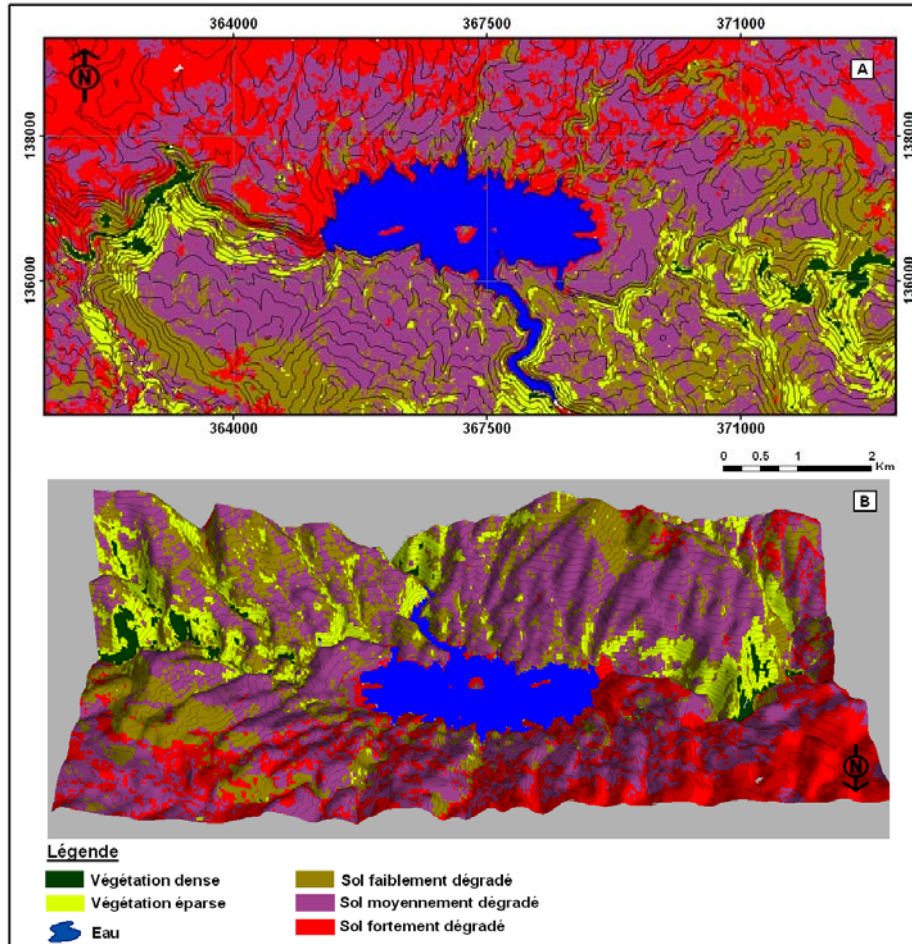 364000 367500 371000
N
A
138000 138000
136000 136000
364000 367500 371000
0 0.5 1 2
Km
B
N
Légende
Végétation dense
Végétation éparse
Eau
Sol faiblement dégradé
Sol moyennement dégradé
Sol fortement dégradé